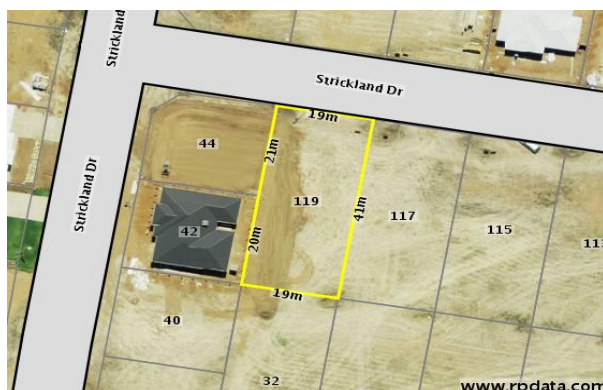 Strickland
Strickland Dr
19m
21m
44
Strickland Dr
119
41m
117
115
113
42
20m
19m
40
32
www.rpdata.com